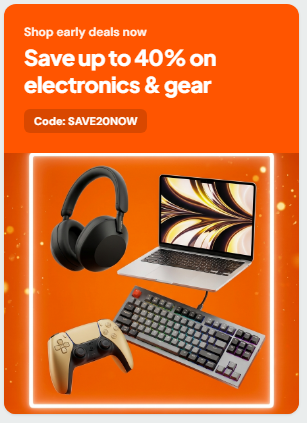 Shop early deals now
Save up to 40% on
electronics & gear
Code: SAVE20NOW